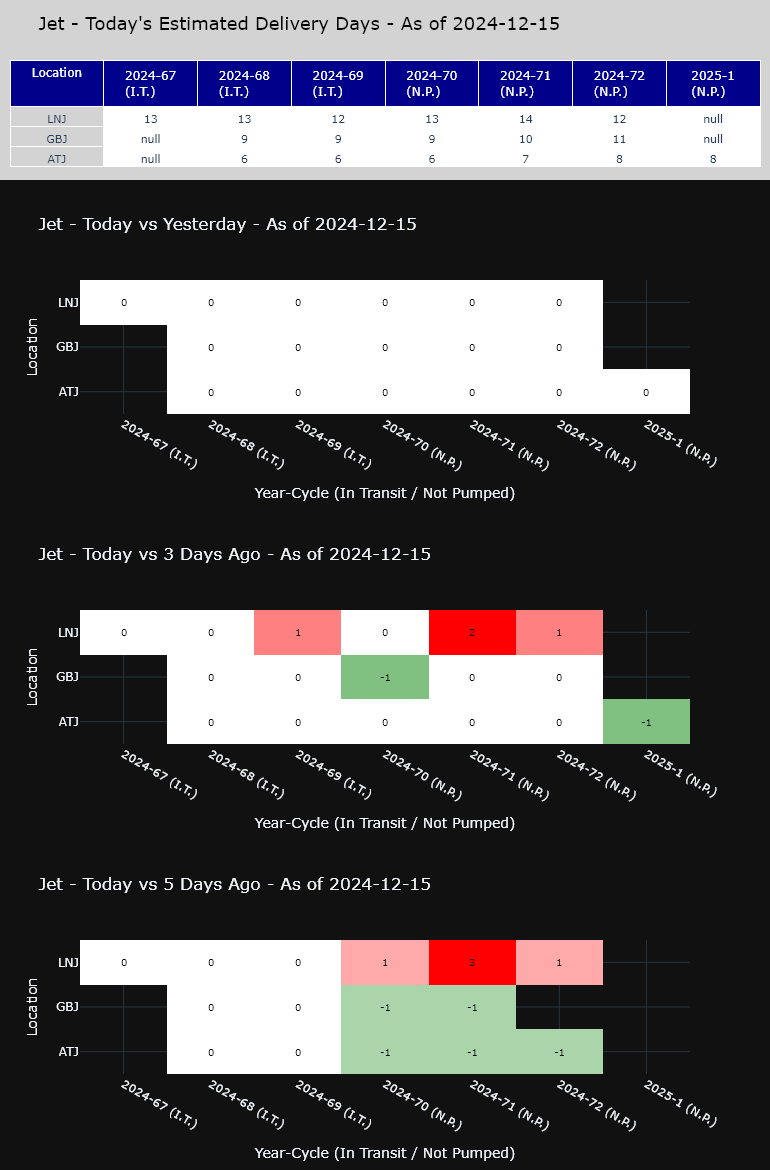 Jet - Today's Estimated Delivery Days - As of 2024-12-15
Location 2024-67 (I.T.) 2024-68 (I.T.) 2024-69 (I.T.) 2024-70 (N.P.) 2024-71 (N.P.) 2024-72 (N.P.) 2025-1 (N.P.)
LNJ 13 13 12 13 14 12 null
GBJ null 9 9 9 10 11 null
ATJ null 6 6 6 7 8 8
Jet - Today vs Yesterday - As of 2024-12-15
Location
LNJ 0 0 0 0 0 0
GBJ 0 0 0 0 0
ATJ 0 0 0 0 0 0
2024-67 (I.T.) 2024-68 (I.T.) 2024-69 (I.T.) 2024-70 (N.P.) 2024-71 (N.P.) 2024-72 (N.P.) 2025-1 (N.P.)
Year-Cycle (In Transit / Not Pumped)
Jet - Today vs 3 Days Ago - As of 2024-12-15
Location
LNJ 0 0 1 0 2 1
GBJ 0 0 -1 0 0
ATJ 0 0 0 0 0 -1
2024-67 (I.T.) 2024-68 (I.T.) 2024-69 (I.T.) 2024-70 (N.P.) 2024-71 (N.P.) 2024-72 (N.P.) 2025-1 (N.P.)
Year-Cycle (In Transit / Not Pumped)
Jet - Today vs 5 Days Ago - As of 2024-12-15
Location
LNJ 0 0 0 1 3 1
GBJ 0 0 -1 -1
ATJ 0 0 -1 -1 -1
2024-67 (I.T.) 2024-68 (I.T.) 2024-69 (I.T.) 2024-70 (N.P.) 2024-71 (N.P.) 2024-72 (N.P.) 2025-1 (N.P.)
Year-Cycle (In Transit / Not Pumped)